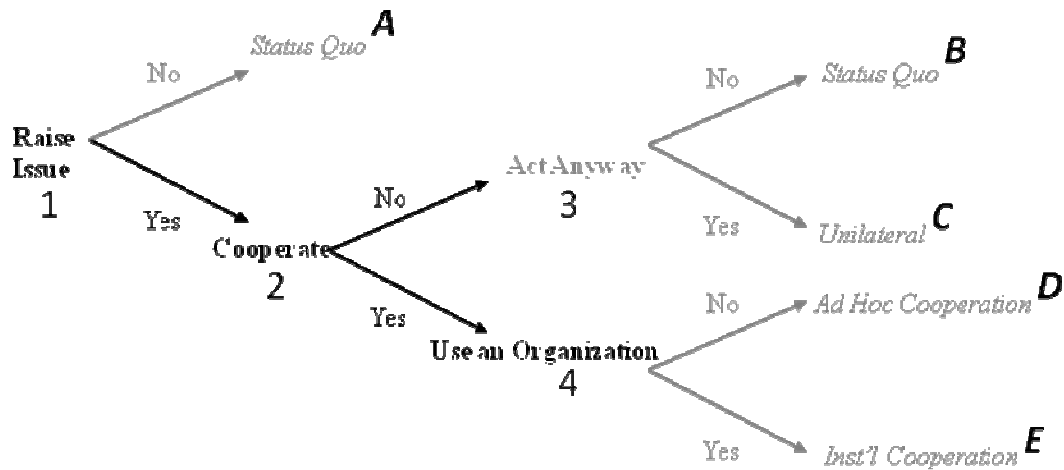 Status Quo A
No
Raise
Issue
1
Yes
Cooperate
2
No
Act Anyway
3
No
Status Quo B
Yes
Unilateral C
Yes
Use an Organization
4
No
Ad Hoc Cooperation D
Yes
Inst'l Cooperation E